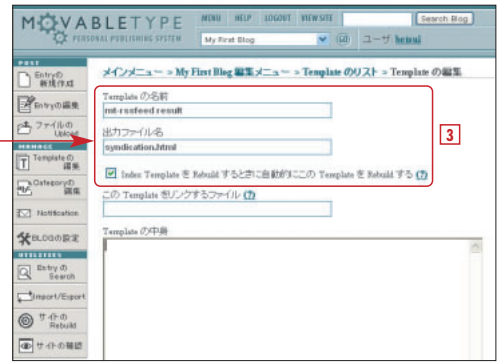 MOVABLETYPE
PERSONAL PUBLISHING SYSTEM
MENU HELP LOGOUT VIEW SITE
Search Blog
My First Blog
ユーザ:
POST
Entryの
新規作成
Entryの編集
ファイルの
Upload
MANAGE
Templateの
編集
Categoryの
編集
Notification
BLOGの設定
UTILITIES
Entryの
Search
Import/Export
サイトの
Rebuild
サイトの確認
メインメニュー > My First Blog 編集メニュー > Template のリスト > Template の編集
Template の名前
mt-rssfeed result
出力ファイル名
syndication.html
Index Template を Rebuild するときに自動的にこの Template を Rebuild する (?)
3
この Template をリンクするファイル (?)
Template の中身